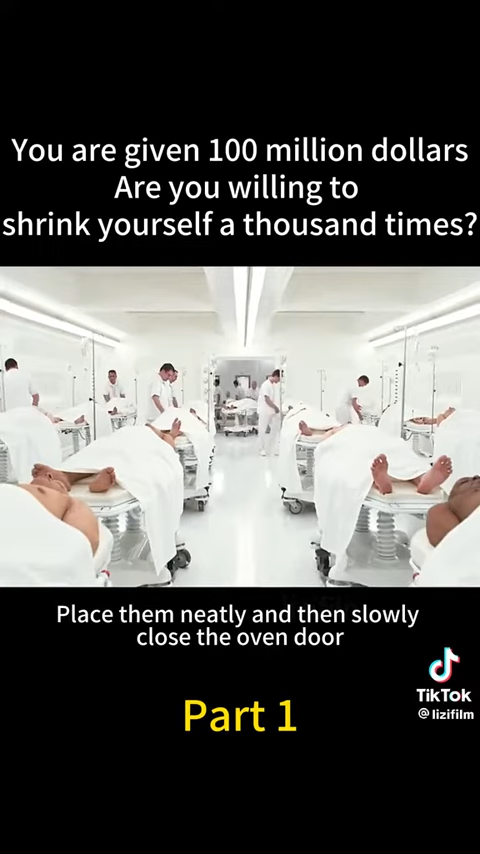 You are given 100 million dollars
Are you willing to
shrink yourself a thousand times?
Place them neatly and then slowly
close the oven door
TikTok
@lizifilm
Part 1